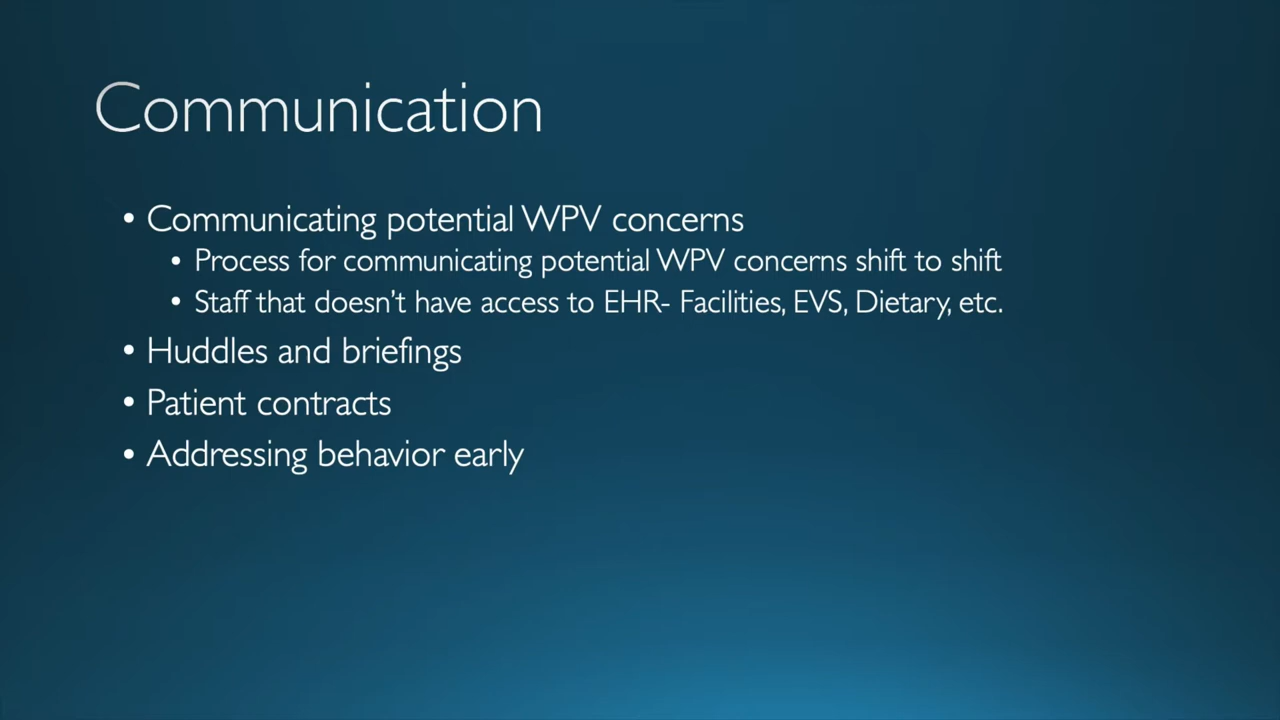 Communication
• Communicating potential WPV concerns
• Process for communicating potential WPV concerns shift to shift
• Staff that doesn't have access to EHR- Facilities, EVS, Dietary, etc.
• Huddles and briefings
• Patient contracts
• Addressing behavior early